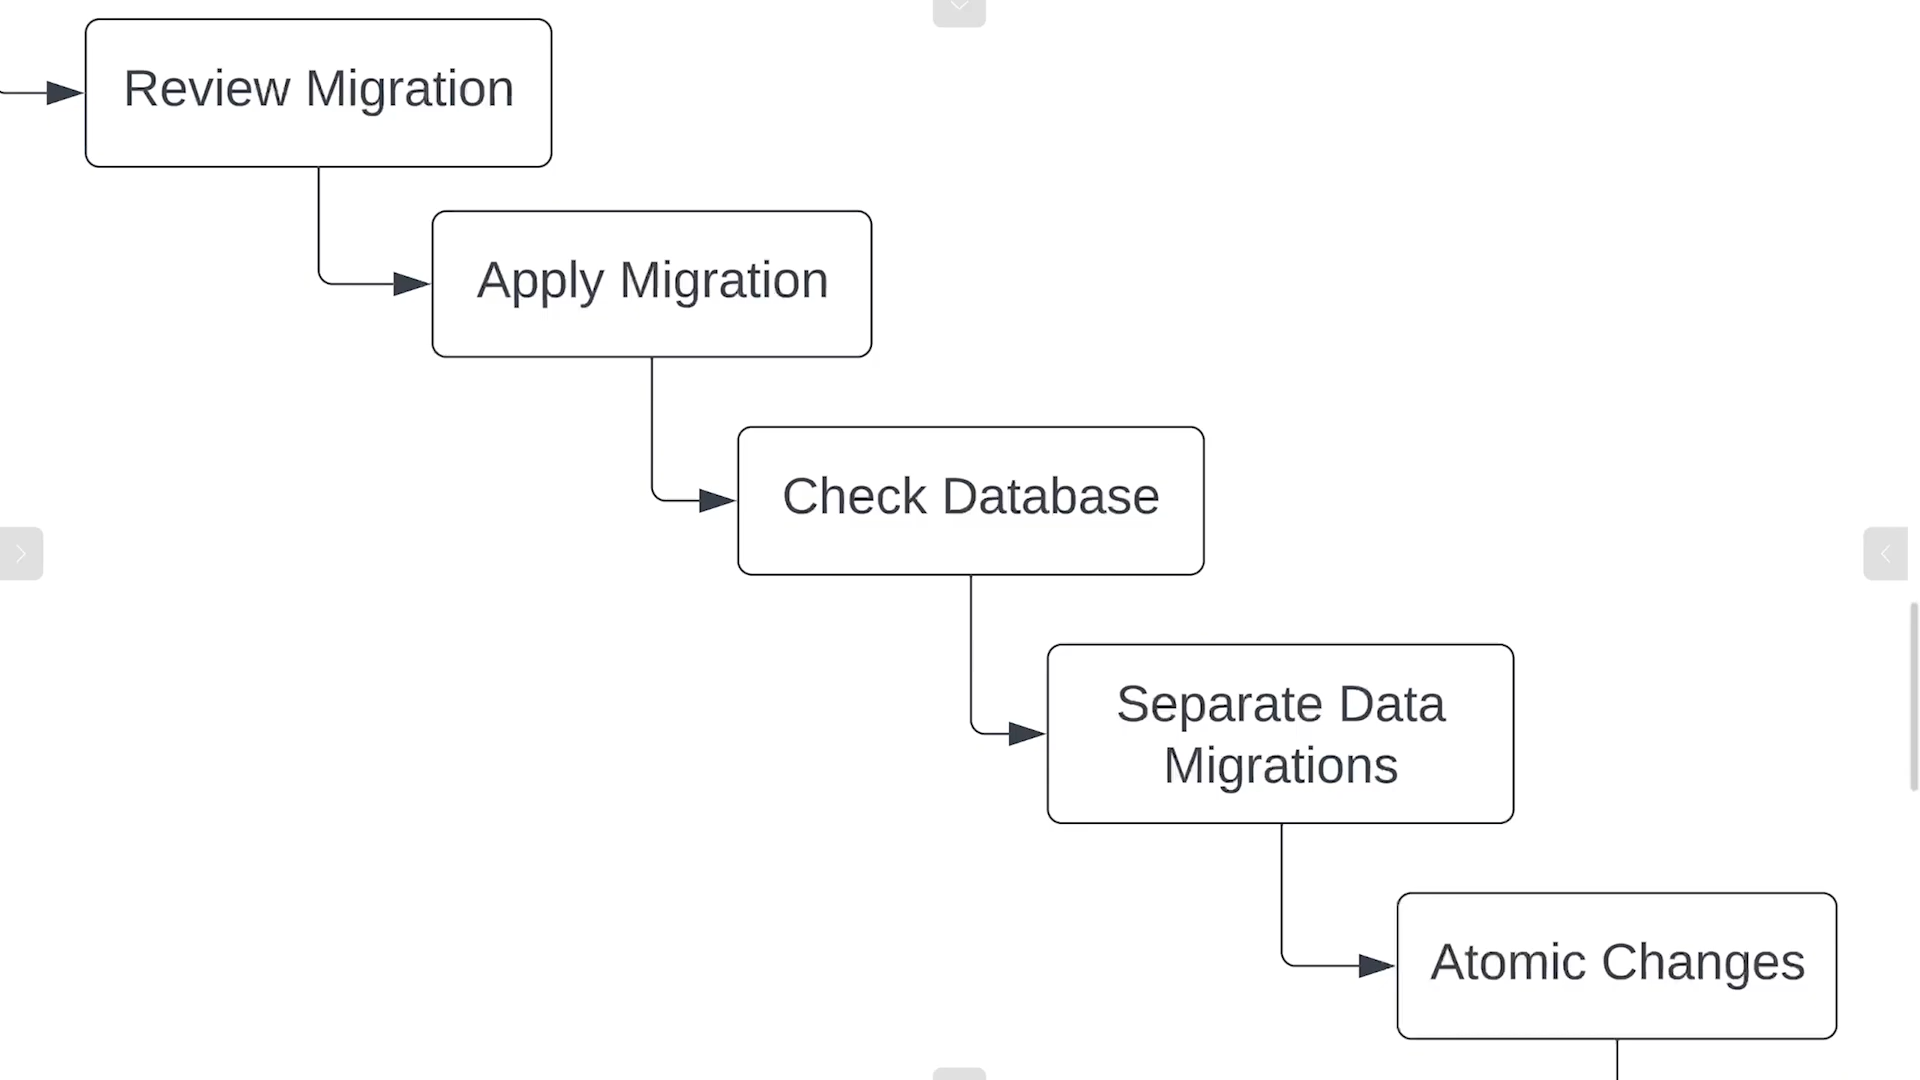 Review Migration
Apply Migration
Check Database
Separate Data
Migrations
Atomic Changes